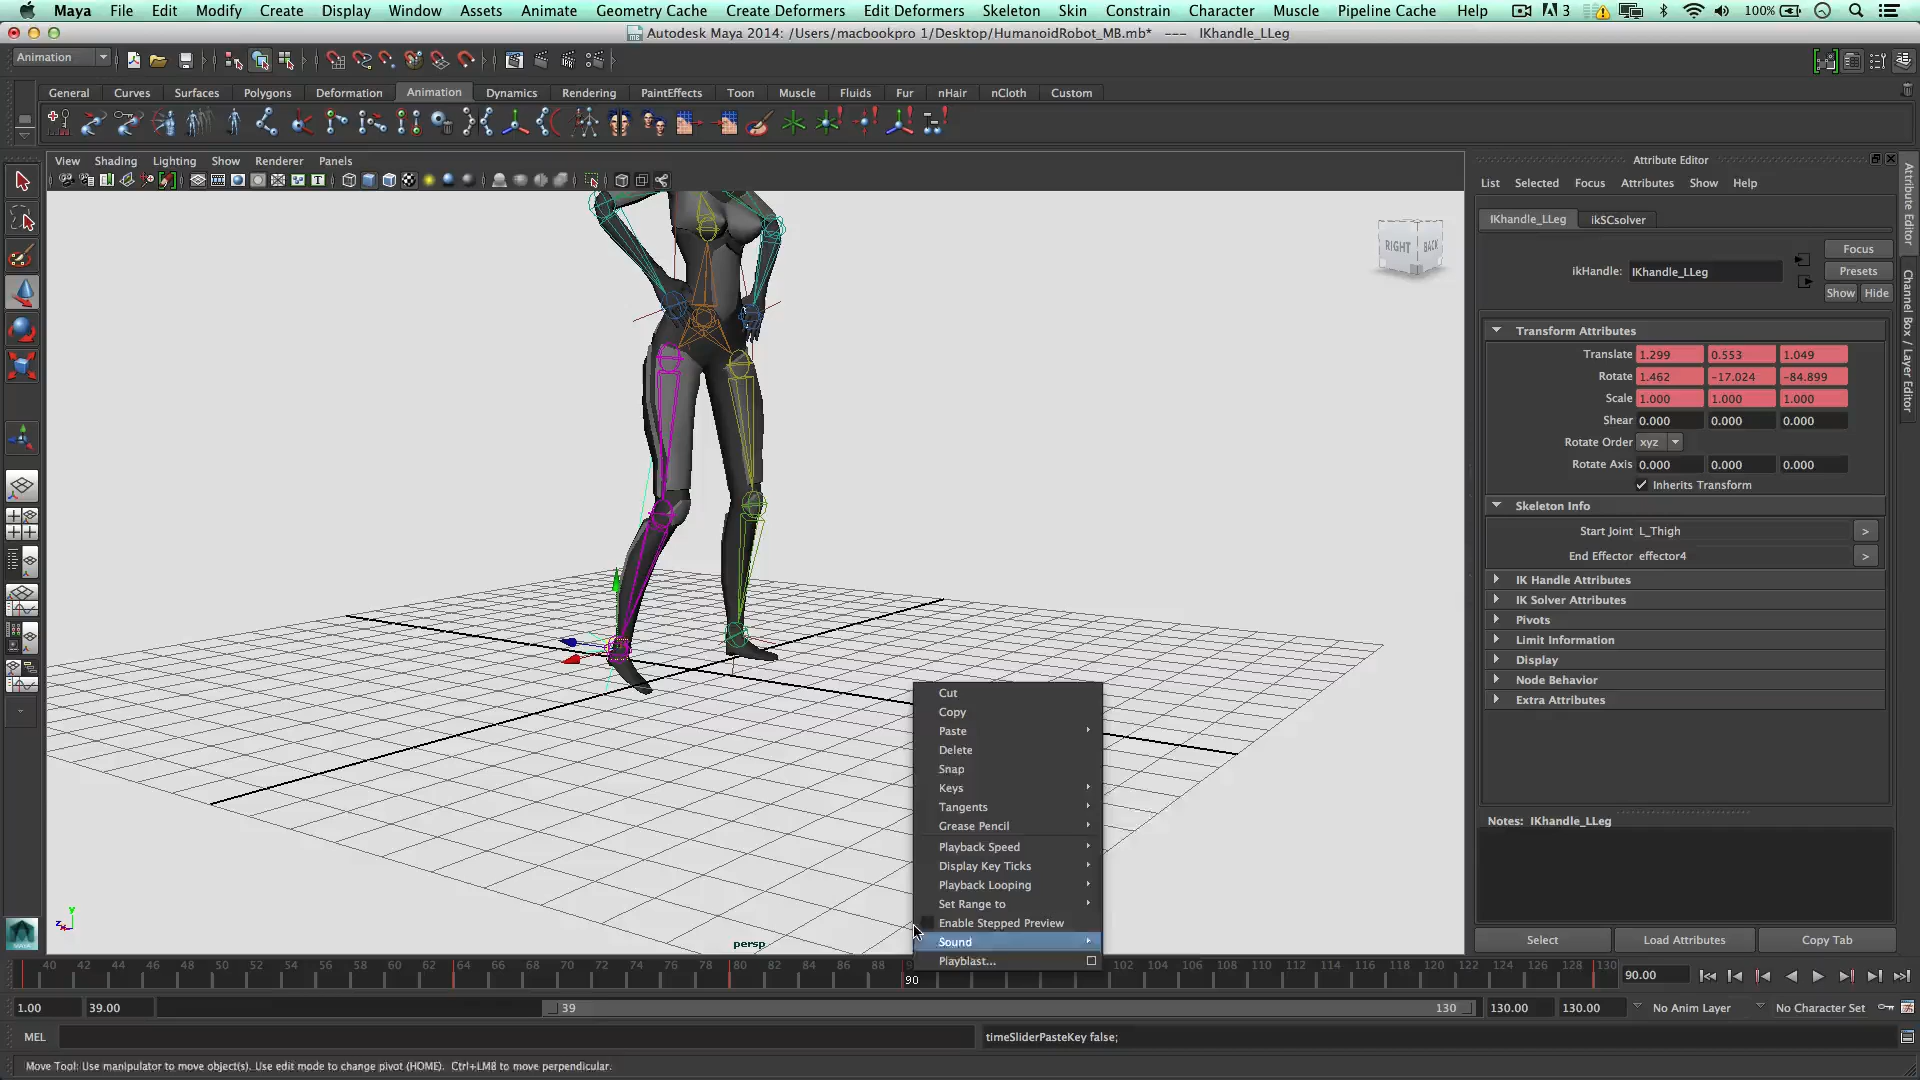 Maya File Edit Modify Create Display Window Assets Animate Geometry Cache Create Deformers Edit Deformers Skeleton Skin Constrain Character Muscle Pipeline Cache Help 3 100%
Autodesk Maya 2014: /Users/macbookpro 1/Desktop/HumanoidRobot_MB.mb* --- IKhandle_LLeg
Animation
General Curves Surfaces Polygons Deformation Animation Dynamics Rendering PaintEffects Toon Muscle Fluids Fur nHair nCloth Custom
View Shading Lighting Show Renderer Panels
Attribute Editor
List Selected Focus Attributes Show Help
IKhandle_LLeg ikSCsolver
RIGHT BACK
Focus
ikHandle: IKhandle_LLeg Presets
Show Hide
Attribute Editor
Channel Box / Layer Editor
Transform Attributes
Translate 1.299 0.553 1.049
Rotate 1.462 -17.024 -84.899
Scale 1.000 1.000 1.000
Shear 0.000 0.000 0.000
Rotate Order xyz
Rotate Axis 0.000 0.000 0.000
Inherits Transform
Skeleton Info
Start Joint L_Thigh >
End Effector effector4 >
IK Handle Attributes
IK Solver Attributes
Pivots
Limit Information
Display
Node Behavior
Extra Attributes
Notes: IKhandle_LLeg
Select Load Attributes Copy Tab
Cut
Copy
Paste
Delete
Snap
Keys
Tangents
Grease Pencil
Playback Speed
Display Key Ticks
Playback Looping
Set Range to
Enable Stepped Preview
Sound
Playblast...
y
z
persp
MAYA
40 42 44 46 48 50 52 54 56 58 60 62 64 66 68 70 72 74 76 78 80 82 84 86 88 102 104 106 108 110 112 114 116 118 120 122 124 126 128 130
90
90.00
1.00 39.00 39 130 130.00 130.00 No Anim Layer No Character Set
MEL timeSliderPasteKey false;
Move Tool: Use manipulator to move object(s). Use edit mode to change pivot (HOME). Ctrl+LMB to move perpendicular.